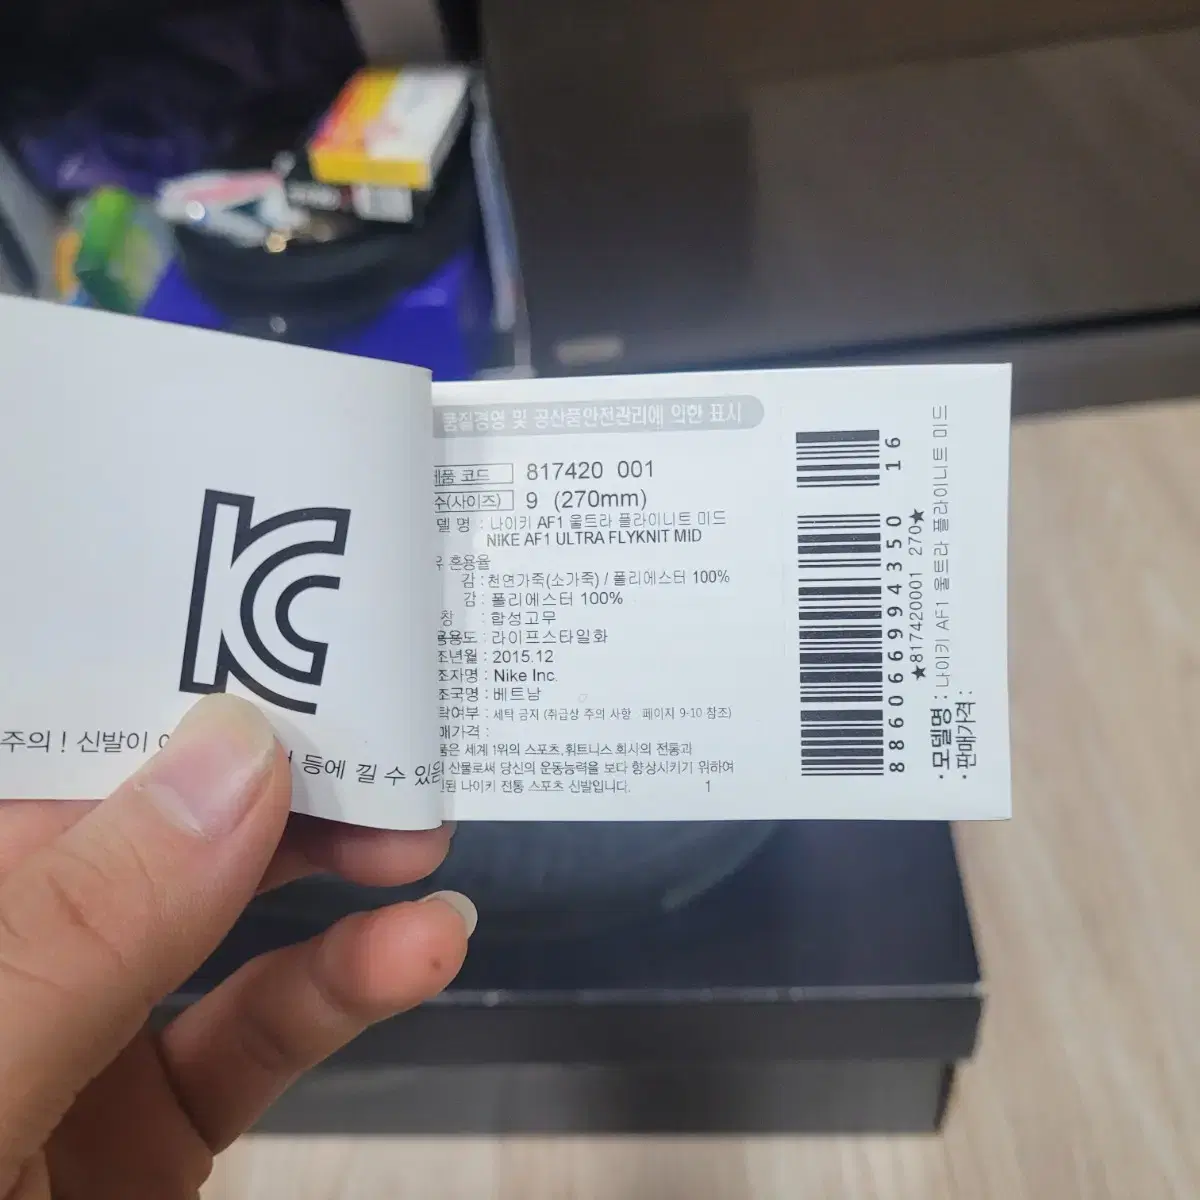 KC
주의! 신발이
등에 낄 수 있
품질경영 및 공산품안전관리에 의한 표시
제품 코드 817420 001
수(사이즈) 9 (270mm)
델 명 : 나이키 AF1 울트라 플라이니트 미드
NIKE AF1 ULTRA FLYKNIT MID
유 혼용율
감 : 천연가죽(소가죽) / 폴리에스터 100%
감 : 폴리에스터 100%
창 : 합성고무
용용도 : 라이프스타일화
조년월 : 2015.12
조자명 : Nike Inc.
조국명 : 베트남
탁여부 : 세탁 금지 (취급상 주의 사항 페이지 9-10 참조)
매가격 :
품은 세계 1위의 스포츠, 휘트니스 회사의 전통과
산물로써 당신의 운동능력을 보다 향상시키기 위하여
된 나이키 전통 스포츠 신발입니다. 1
16
886066994350
★817420001 270★
·모델명 : 나이키 AF1 울트라 플라이니트 미드
·판매가격 :